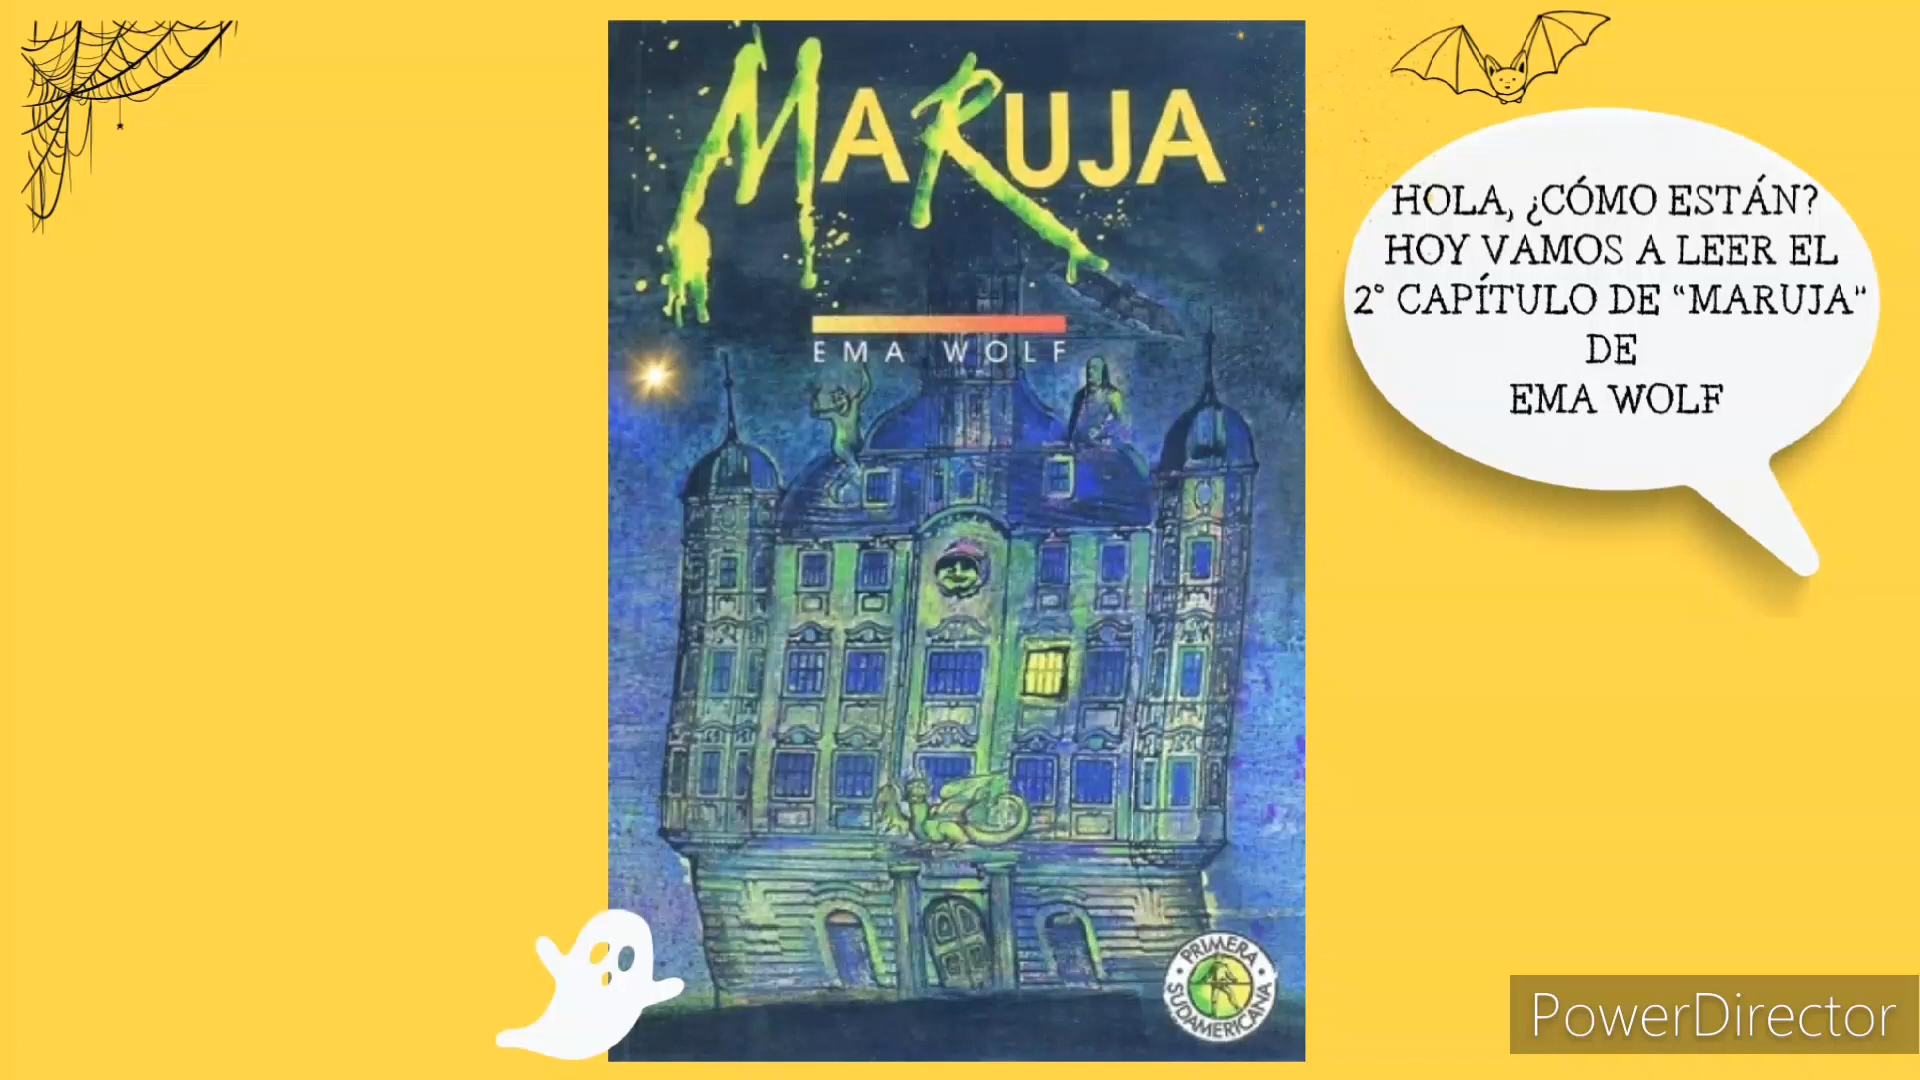 MARUJA
EMA WOLF
HOLA, ¿CÓMO ESTÁN?
HOY VAMOS A LEER EL
2° CAPÍTULO DE “MARUJA”
DE
EMA WOLF
PRIMERA
SUDAMERICANA
PowerDirector